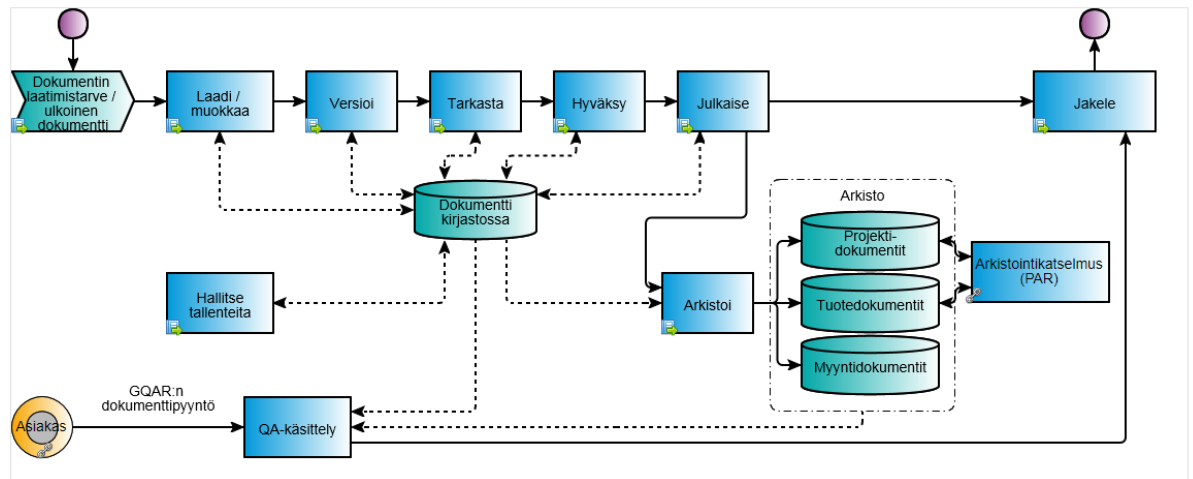 Dokumentin
laatimistarve /
ulkoinen
dokumentti
Laadi /
muokkaa
Versioi
Tarkasta
Hyväksy
Julkaise
Jakele
Dokumentti
kirjastossa
Arkisto
Projekti-
dokumentit
Tuotedokumentit
Myyntidokumentit
Arkistointikatselmus
(PAR)
Hallitse
tallenteita
Arkistoi
GQAR:n
dokumenttipyyntö
Asiakas
QA-käsittely